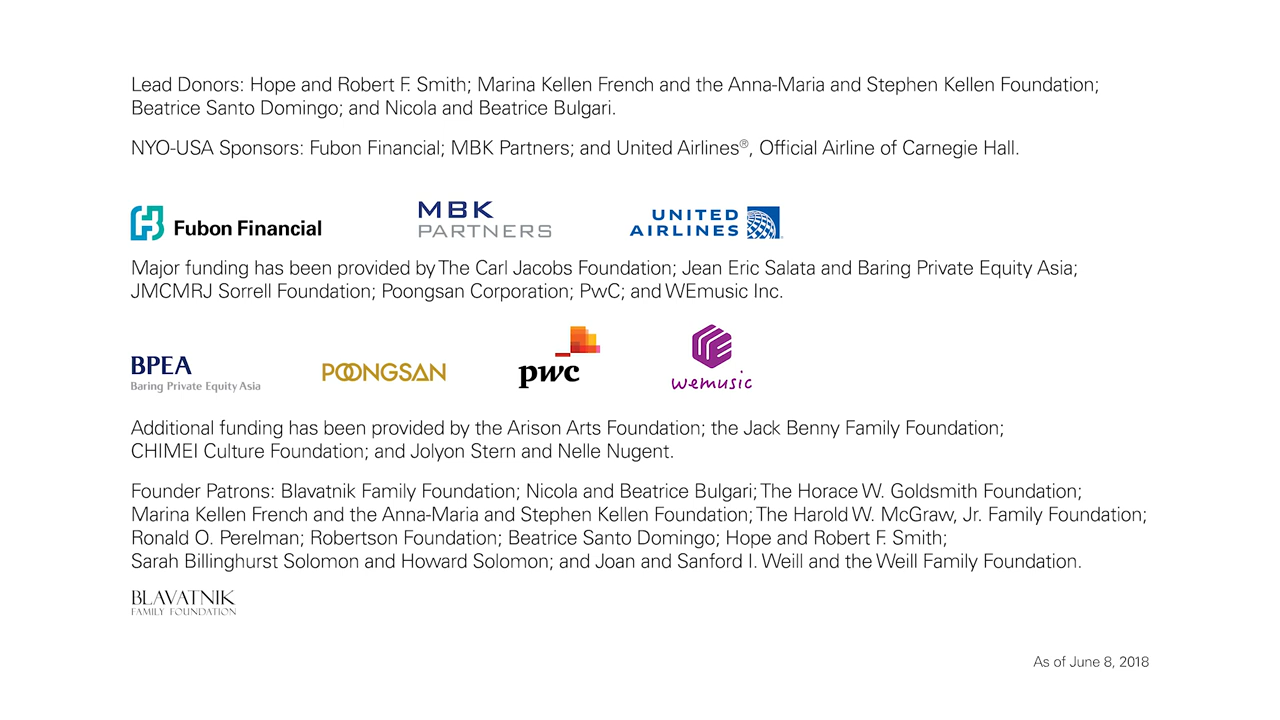 Lead Donors: Hope and Robert F. Smith; Marina Kellen French and the Anna-Maria and Stephen Kellen Foundation;
Beatrice Santo Domingo; and Nicola and Beatrice Bulgari.
NYO-USA Sponsors: Fubon Financial; MBK Partners; and United Airlines®, Official Airline of Carnegie Hall.
Fubon Financial
MBK
PARTNERS
UNITED
AIRLINES
Major funding has been provided by The Carl Jacobs Foundation; Jean Eric Salata and Baring Private Equity Asia;
JMCMRJ Sorrell Foundation; Poongsan Corporation; PwC; and WEmusic Inc.
BPEA
Baring Private Equity Asia
POONGSAN
pwc
WE
wemusic
Additional funding has been provided by the Arison Arts Foundation; the Jack Benny Family Foundation;
CHIMEI Culture Foundation; and Jolyon Stern and Nelle Nugent.
Founder Patrons: Blavatnik Family Foundation; Nicola and Beatrice Bulgari; The Horace W. Goldsmith Foundation;
Marina Kellen French and the Anna-Maria and Stephen Kellen Foundation; The Harold W. McGraw, Jr. Family Foundation;
Ronald O. Perelman; Robertson Foundation; Beatrice Santo Domingo; Hope and Robert F. Smith;
Sarah Billinghurst Solomon and Howard Solomon; and Joan and Sanford I. Weill and the Weill Family Foundation.
BLAVATNIK
FAMILY FOUNDATION
As of June 8, 2018